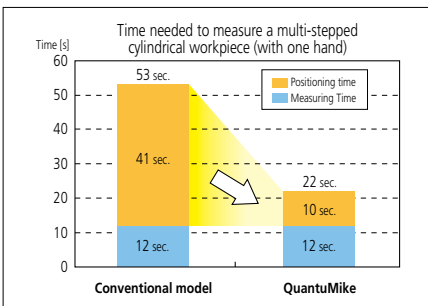 Time needed to measure a multi-stepped
cylindrical workpiece (with one hand)
Time [s]
60
50
40
30
20
10
0
53 sec.
41 sec.
12 sec.
22 sec.
10 sec.
12 sec.
Positioning time
Measuring Time
Conventional model
QuantuMike